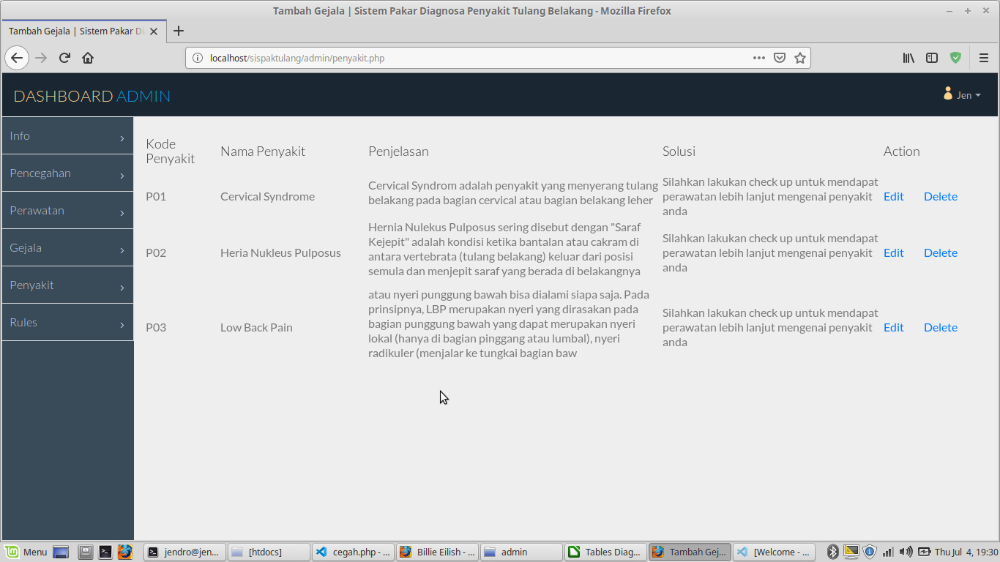 Tambah Gejala | Sistem Pakar Diagnosa Penyakit Tulang Belakang - Mozilla Firefox
Tambah Gejala | Sistem Pakar D
localhost/sispaktulang/admin/penyakit.php
DASHBOARD ADMIN
Jen
Info
Pencegahan
Perawatan
Gejala
Penyakit
Rules
Kode
Penyakit
Nama Penyakit
Penjelasan
Solusi
Action
P01
Cervical Syndrome
Cervical Syndrom adalah penyakit yang menyerang tulang
belakang pada bagian cervical atau bagian belakang leher
Silahkan lakukan check up untuk mendapat
perawatan lebih lanjut mengenai penyakit
anda
Edit
Delete
P02
Heria Nukleus Pulposus
Hernia Nulekus Pulposus sering disebut dengan "Saraf
Kejepit" adalah kondisi ketika bantalan atau cakram di
antara vertebrata (tulang belakang) keluar dari posisi
semula dan menjepit saraf yang berada di belakangnya
Silahkan lakukan check up untuk mendapat
perawatan lebih lanjut mengenai penyakit
anda
Edit
Delete
P03
Low Back Pain
atau nyeri punggung bawah bisa dialami siapa saja. Pada
prinsipnya, LBP merupakan nyeri yang dirasakan pada
bagian punggung bawah yang dapat merupakan nyeri
lokal (hanya di bagian pinggang atau lumbal), nyeri
radikuler (menjalar ke tungkai bagian baw
Silahkan lakukan check up untuk mendapat
perawatan lebih lanjut mengenai penyakit
anda
Edit
Delete
Menu
jendro@jen...
[htdocs]
cegah.php - ...
Billie Eilish - ...
admin
Tables Diag...
Tambah Gej...
[Welcome - ...
Thu Jul 4, 19:30